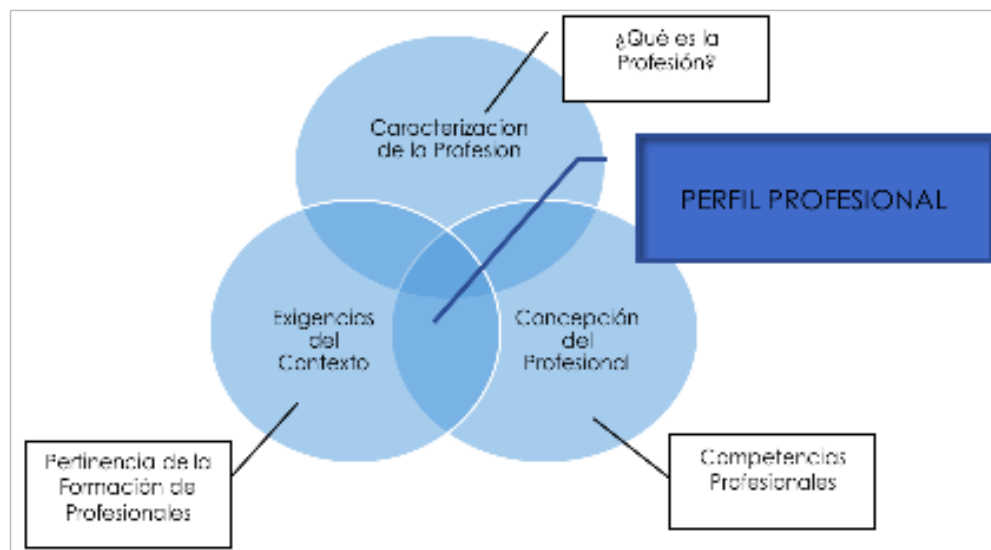 ¿Qué es la
Profesión?
Caracterizacion
de la Profesion
PERFIL PROFESIONAL
Exigencias
del
Contexto
Concepción
del
Profesional
Pertinencia de la
Formación de
Profesionales
Competencias
Profesionales